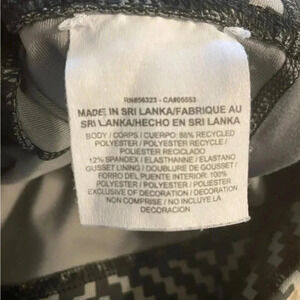 RN#56323 - CA#05553
MADE IN SRI LANKA/FABRIQUE AU
SRI LANKA/HECHO EN SRI LANKA
BODY / CORPS / CUERPO: 88% RECYCLED
POLYESTER / POLYESTER RECYCLE /
POLIESTER RECICLADO
12% SPANDEX / ELASTHANNE / ELASTANO
GUSSET LINING / DOUBLURE DE GOUSSET /
FORRO DEL PUENTE INTERIOR: 100%
POLYESTER / POLYESTER / POLIESTER
EXCLUSIVE OF DECORATION / DECORATION
NON COMPRISE / NO INCLUYE LA
DECORACION